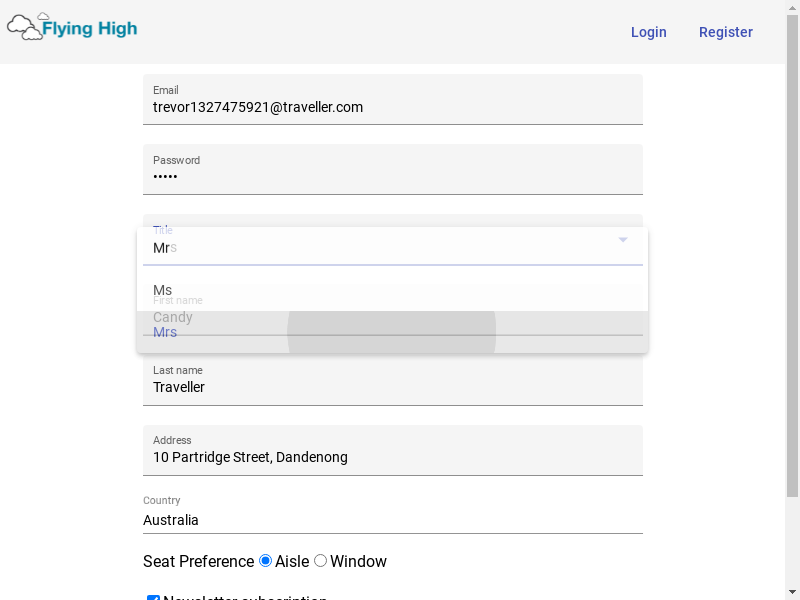 Flying High
Login
Register
Email
trevor1327475921@traveller.com
Password
•••••
Title
Mrs
Ms
First name
Candy
Mrs
Last name
Traveller
Address
10 Partridge Street, Dandenong
Country
Australia
Seat Preference Aisle Window
Newsletter subscription